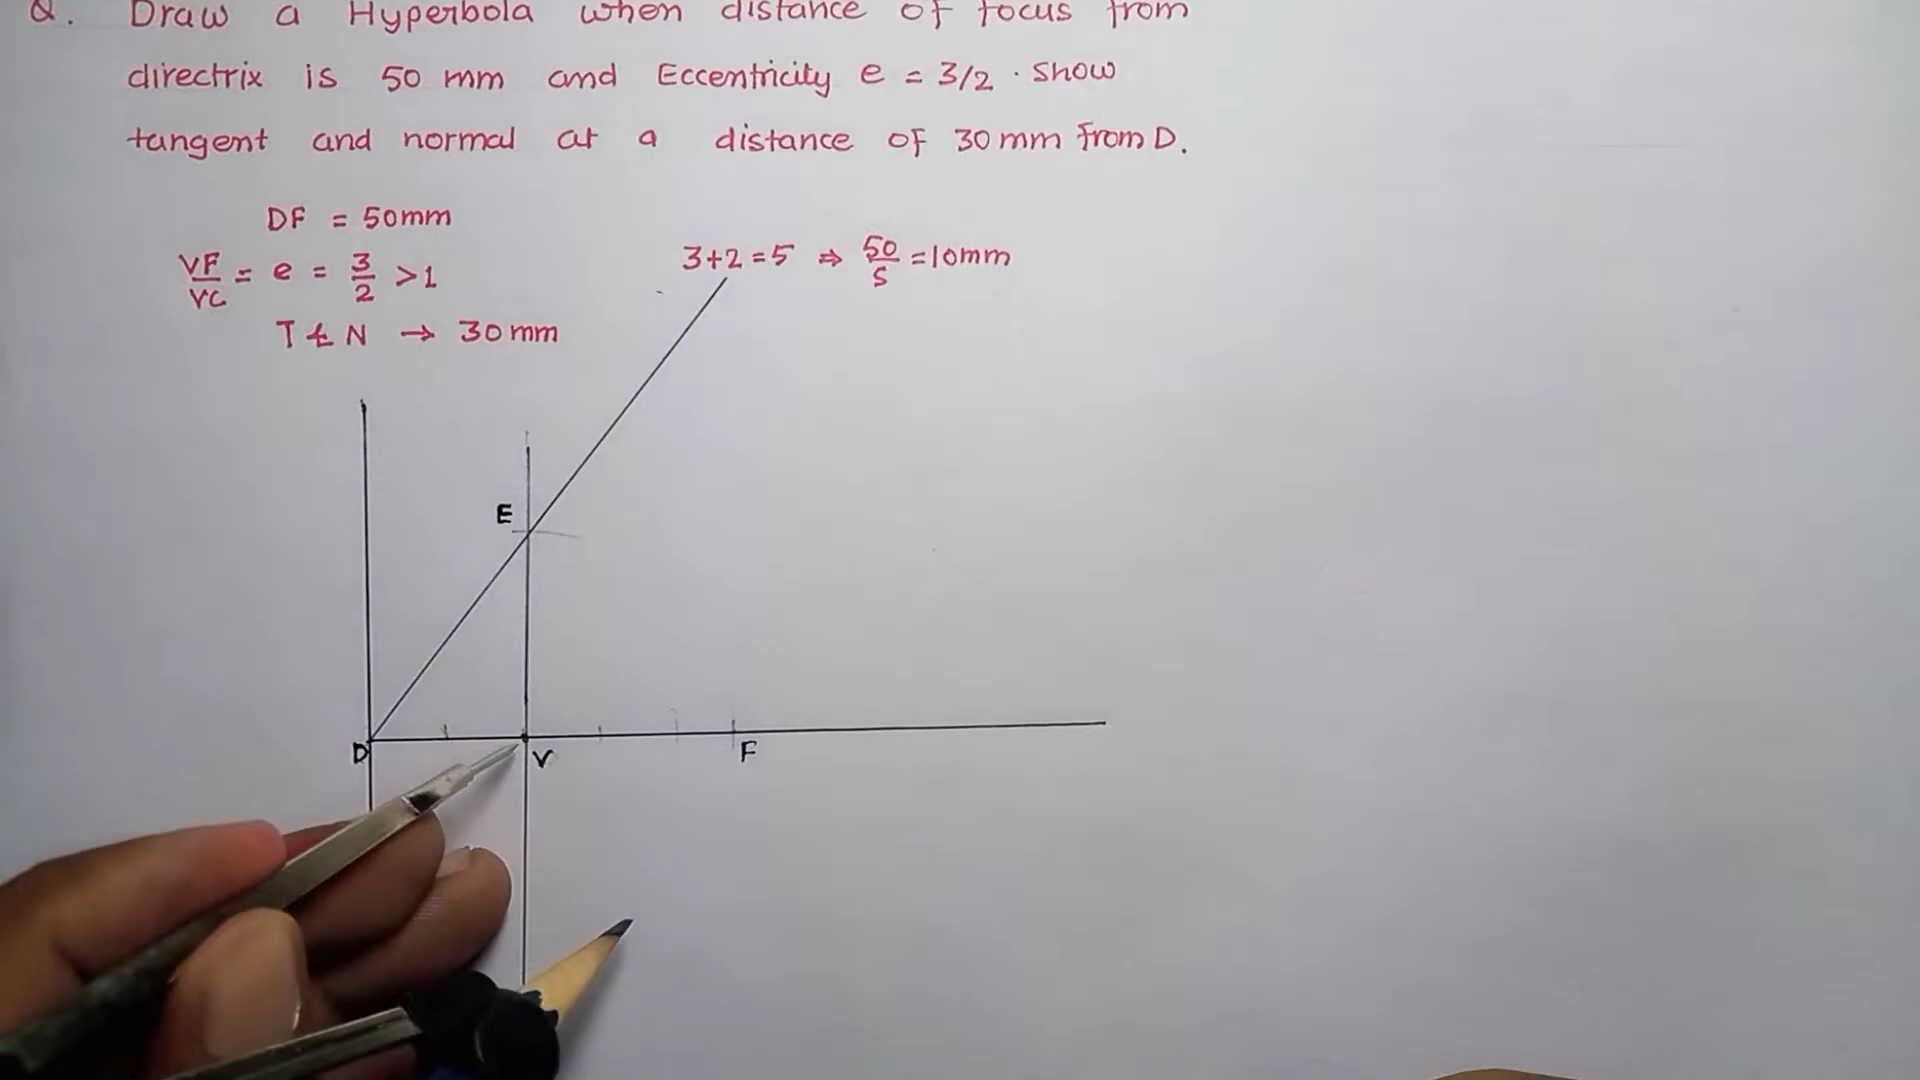 Q. Draw a Hyperbola when distance of focus from
directrix is 50 mm and Eccentricity e = 3/2 . show
tangent and normal at a distance of 30 mm from D.
DF = 50mm
VF/VC = e = 3/2 >1
T & N → 30 mm
3+2=5 ⇒ 50/5 =10mm
E
D
V
F